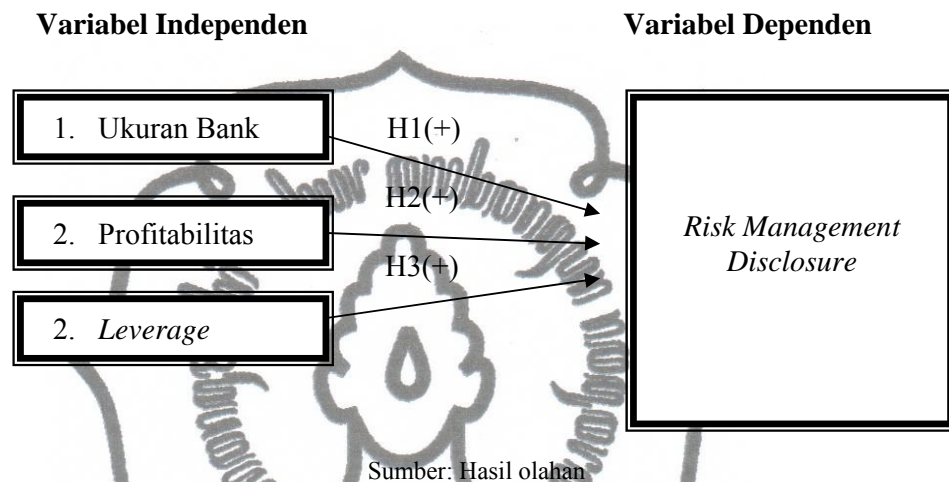 Variabel Independen
Variabel Dependen
1. Ukuran Bank
H1(+)
H2(+)
2. Profitabilitas
Risk Management
Disclosure
H3(+)
2. Leverage
Sumber: Hasil olahan